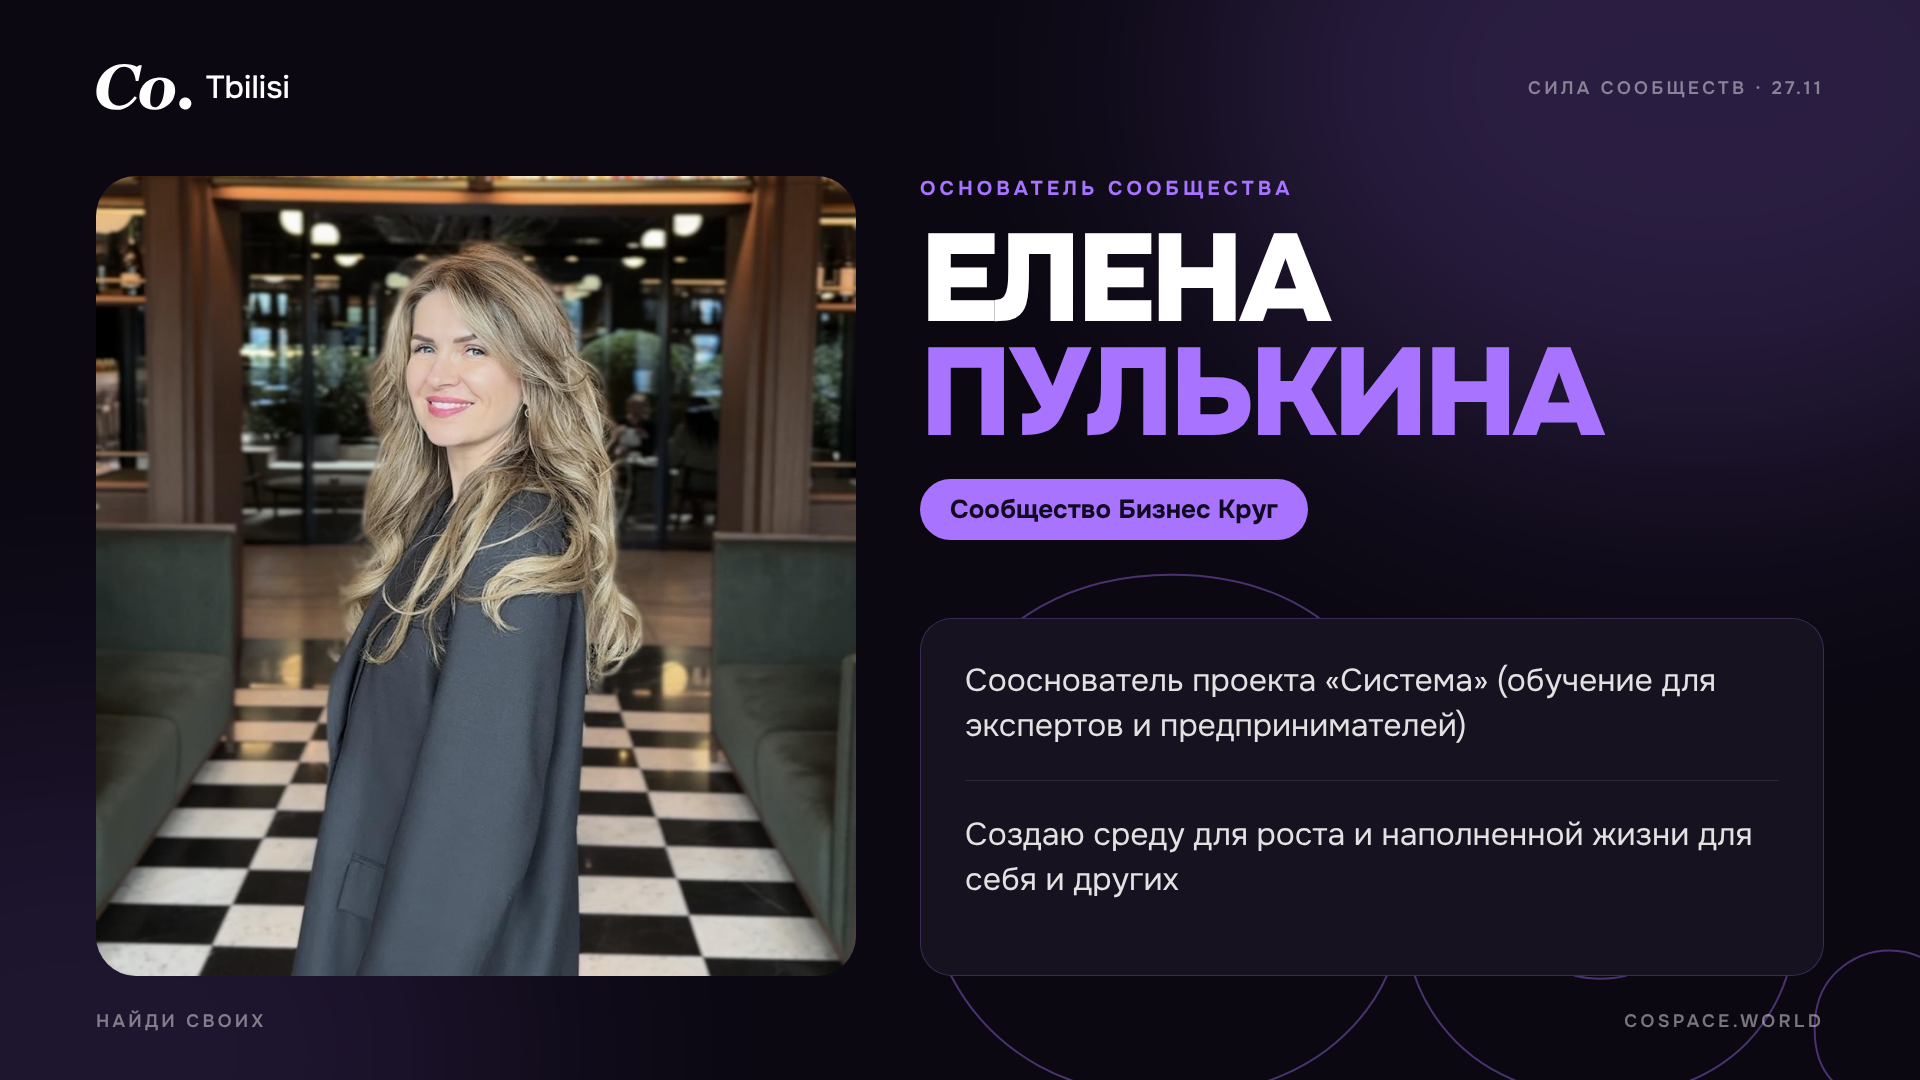 Co. Tbilisi
СИЛА СООБЩЕСТВ · 27.11
ОСНОВАТЕЛЬ СООБЩЕСТВА
ЕЛЕНА
ПУЛЬКИНА
Сообщество Бизнес Круг
Сооснователь проекта «Система» (обучение для
экспертов и предпринимателей)
Создаю среду для роста и наполненной жизни для
себя и других
НАЙДИ СВОИХ
COSPACE.WORLD